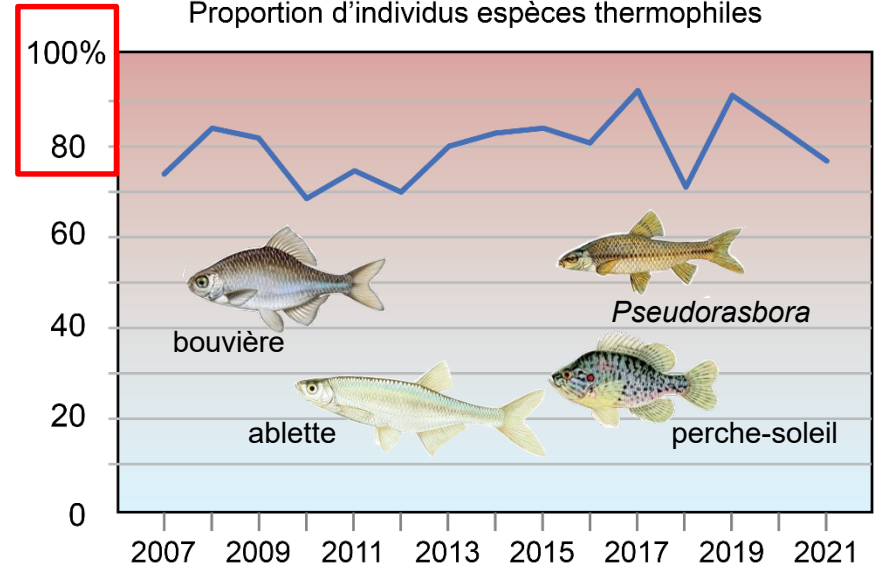 Proportion d'individus espèces thermophiles
100%
80
60
40
20
0
bouvière
Pseudorasbora
ablette
perche-soleil
2007 2009 2011 2013 2015 2017 2019 2021